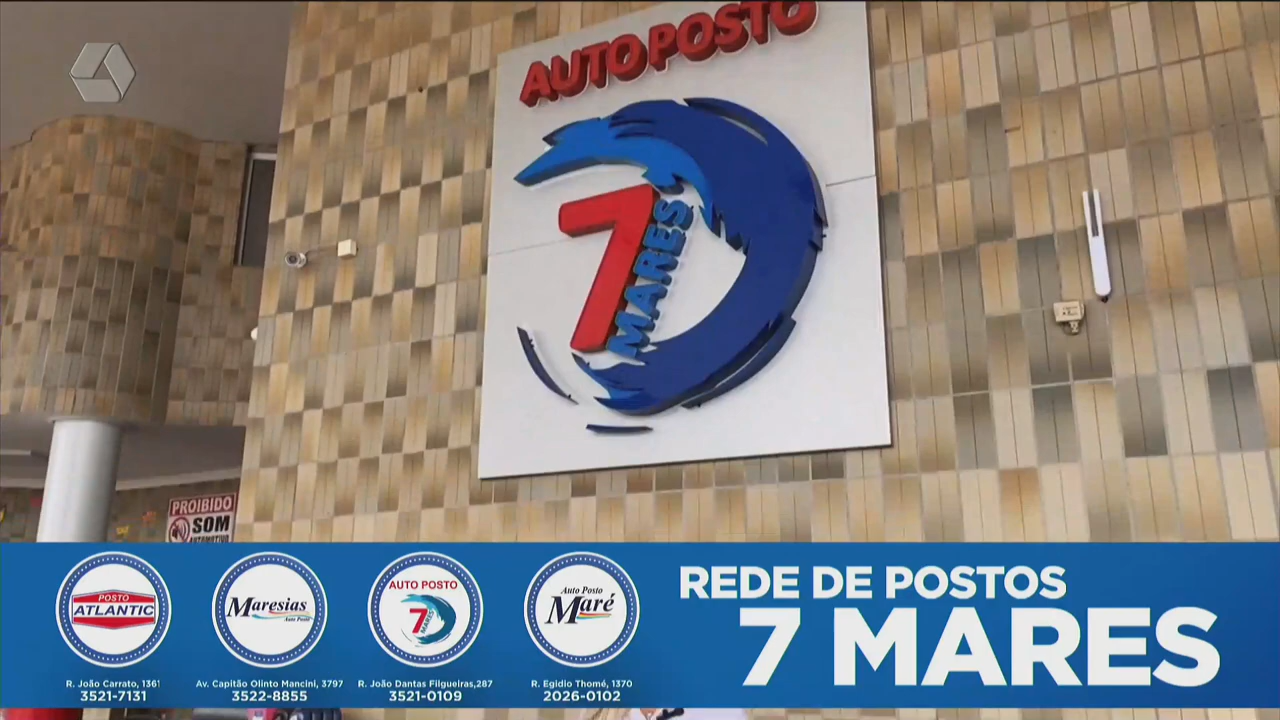 AUTO POSTO
7
MARES
PROIBIDO
SOM
AUTOMOTIVO
POSTO
ATLANTIC
R. João Carrato, 1361
3521-7131
Maresias
Auto Posto
Av. Capitão Olinto Mancini, 3797
3522-8855
AUTO POSTO
7
MARES
R. João Dantas Filgueiras,287
3521-0109
Auto Posto
Maré
R. Egidio Thomé, 1370
2026-0102
REDE DE POSTOS
7 MARES